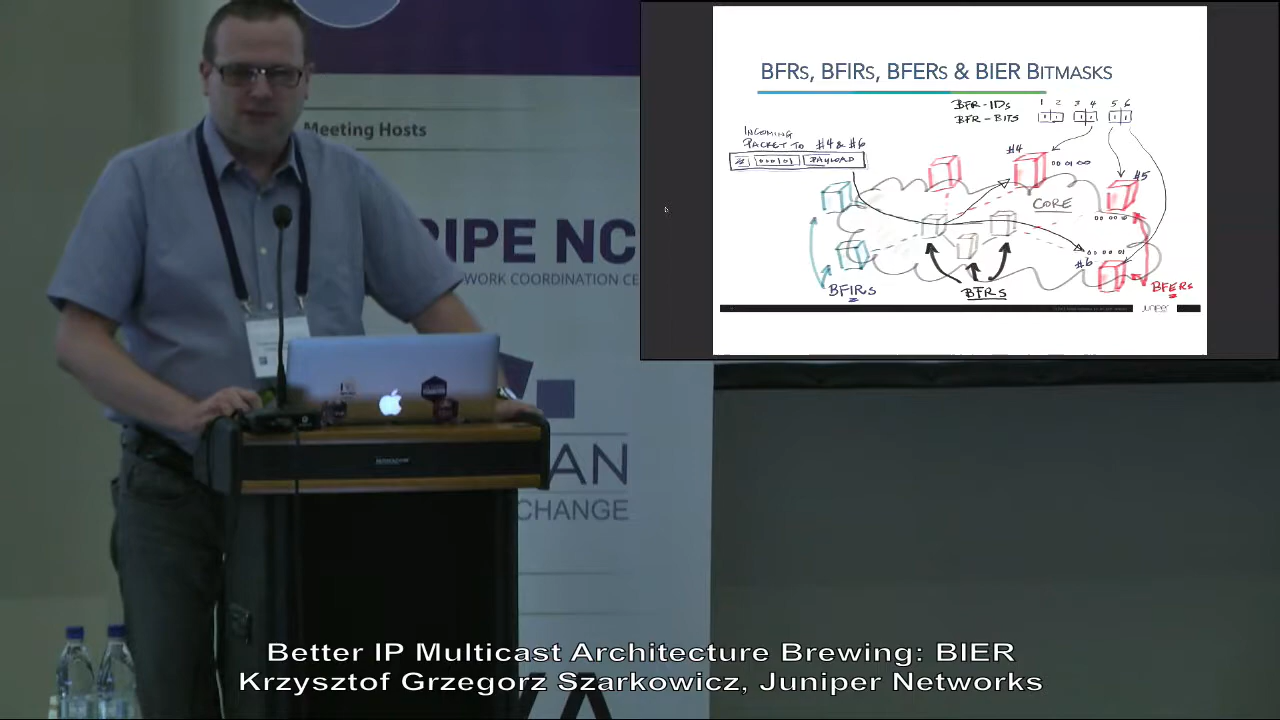 Meeting Hosts
RIPE NC
WORK COORDINATION CE
AN
CHANGE
BFRs, BFIRs, BFERs & BIER Bitmasks
BFR-IDs 1 2 3 4 5 6
BFR-BITS
INCOMING
PACKET TO #4 & #6
PAYLOAD
#4
#5
CORE
#6
BFIRs
BFRs
BFERs
Juniper
Better IP Multicast Architecture Brewing: BIER
Krzysztof Grzegorz Szarkowicz, Juniper Networks